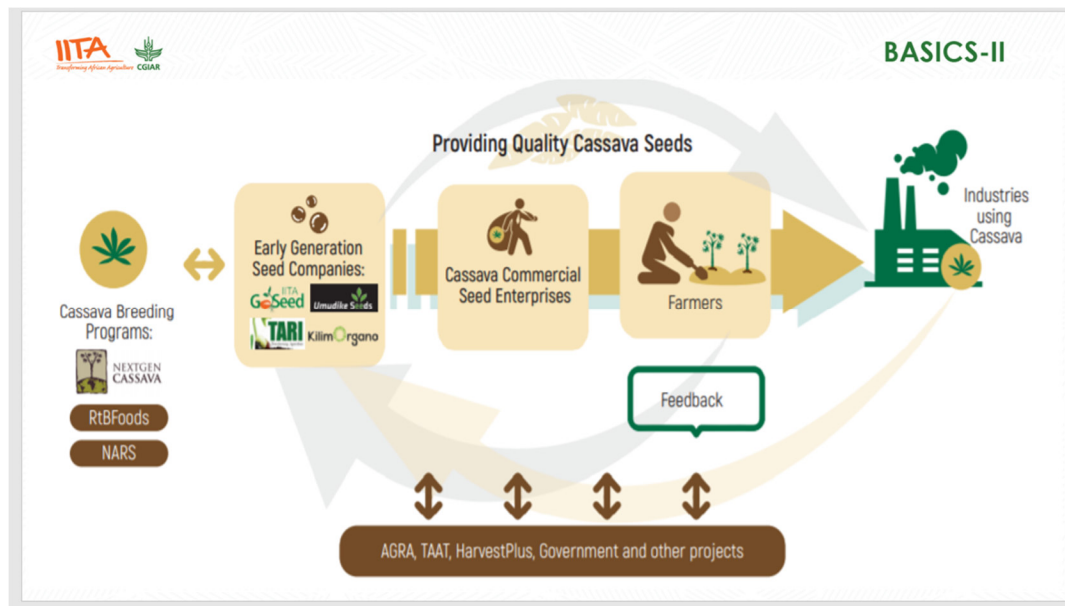 IITA
Transforming African Agriculture
CGIAR
BASICS-II
Providing Quality Cassava Seeds
Cassava Breeding
Programs:
NEXTGEN
CASSAVA
RtBFoods
NARS
Early Generation
Seed Companies:
IITA
GoSeed
Umudike Seeds
TARI
KilimOrgano
Cassava Commercial
Seed Enterprises
Farmers
Industries
using
Cassava
Feedback
AGRA, TAAT, HarvestPlus, Government and other projects